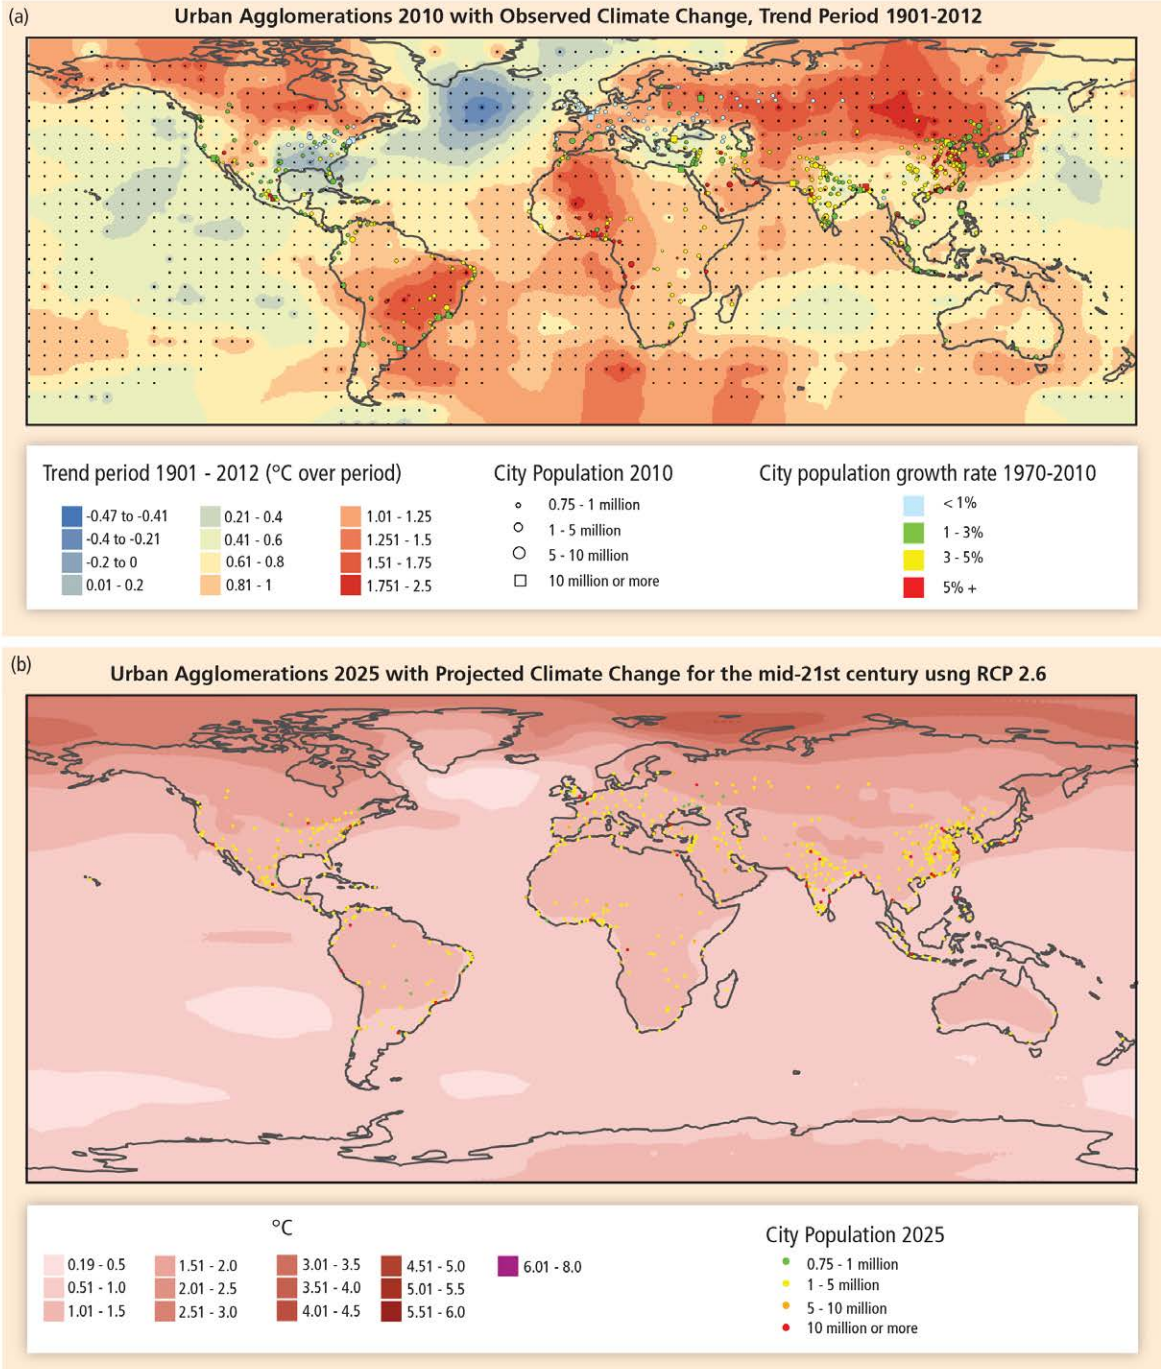 (a)
Urban Agglomerations 2010 with Observed Climate Change, Trend Period 1901-2012
Trend period 1901 - 2012 (°C over period)
-0.47 to -0.41
-0.4 to -0.21
-0.2 to 0
0.01 - 0.2
0.21 - 0.4
0.41 - 0.6
0.61 - 0.8
0.81 - 1
1.01 - 1.25
1.251 - 1.5
1.51 - 1.75
1.751 - 2.5
City Population 2010
0.75 - 1 million
1 - 5 million
5 - 10 million
10 million or more
City population growth rate 1970-2010
< 1%
1 - 3%
3 - 5%
5% +
(b)
Urban Agglomerations 2025 with Projected Climate Change for the mid-21st century usng RCP 2.6
°C
0.19 - 0.5
0.51 - 1.0
1.01 - 1.5
1.51 - 2.0
2.01 - 2.5
2.51 - 3.0
3.01 - 3.5
3.51 - 4.0
4.01 - 4.5
4.51 - 5.0
5.01 - 5.5
5.51 - 6.0
6.01 - 8.0
City Population 2025
0.75 - 1 million
1 - 5 million
5 - 10 million
10 million or more